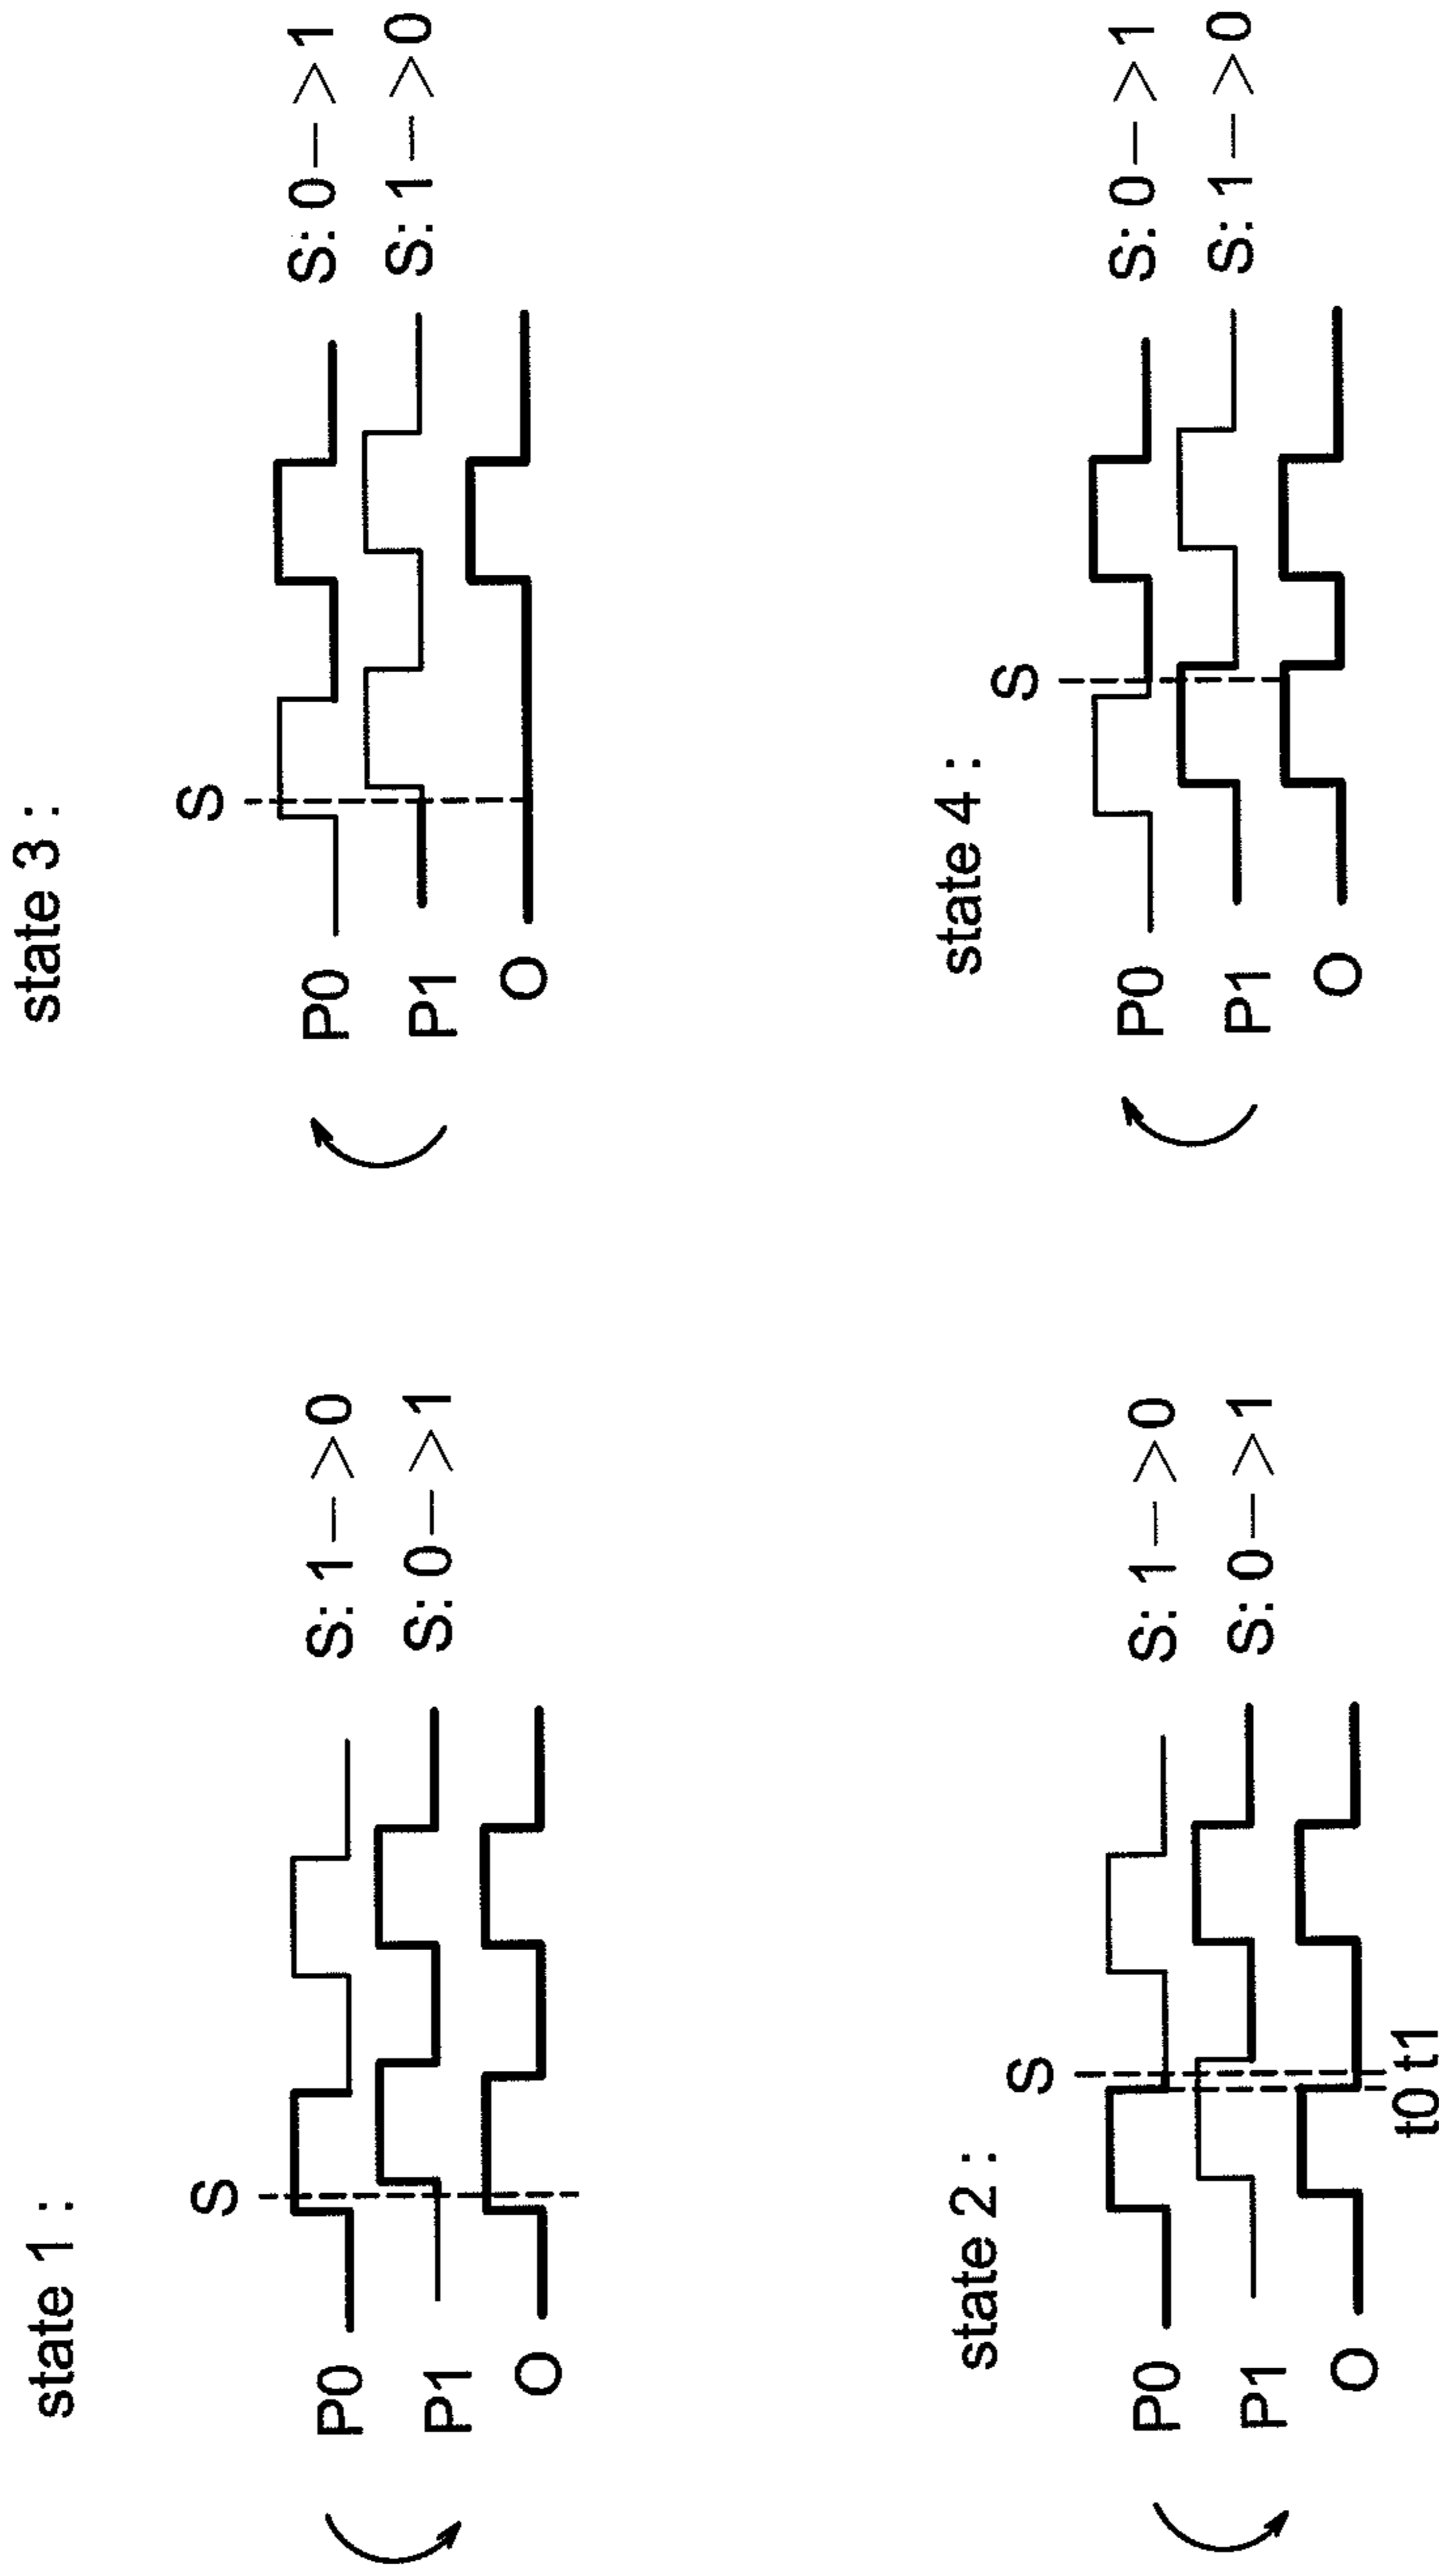 state 1 :
S
P0
S: 1—>0
P1
S: 0—>1
O
state 2 :
S
P0
S: 1—>0
P1
S: 0—>1
O
t0 t1
state 3 :
S
P0
S: 0—>1
P1
S: 1—>0
O
state 4 :
S
P0
S: 0—>1
P1
S: 1—>0
O